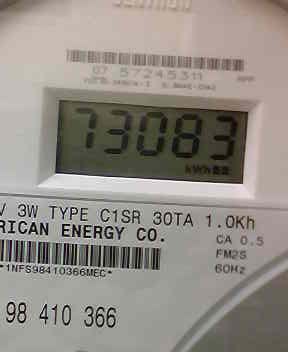 07 57245311
73083
kWh
V 3W TYPE C1SR 30TA 1.0Kh
RICAN ENERGY CO.
CA 0.5
FM2S
60Hz
*1NFS98410366MEC*
98 410 366